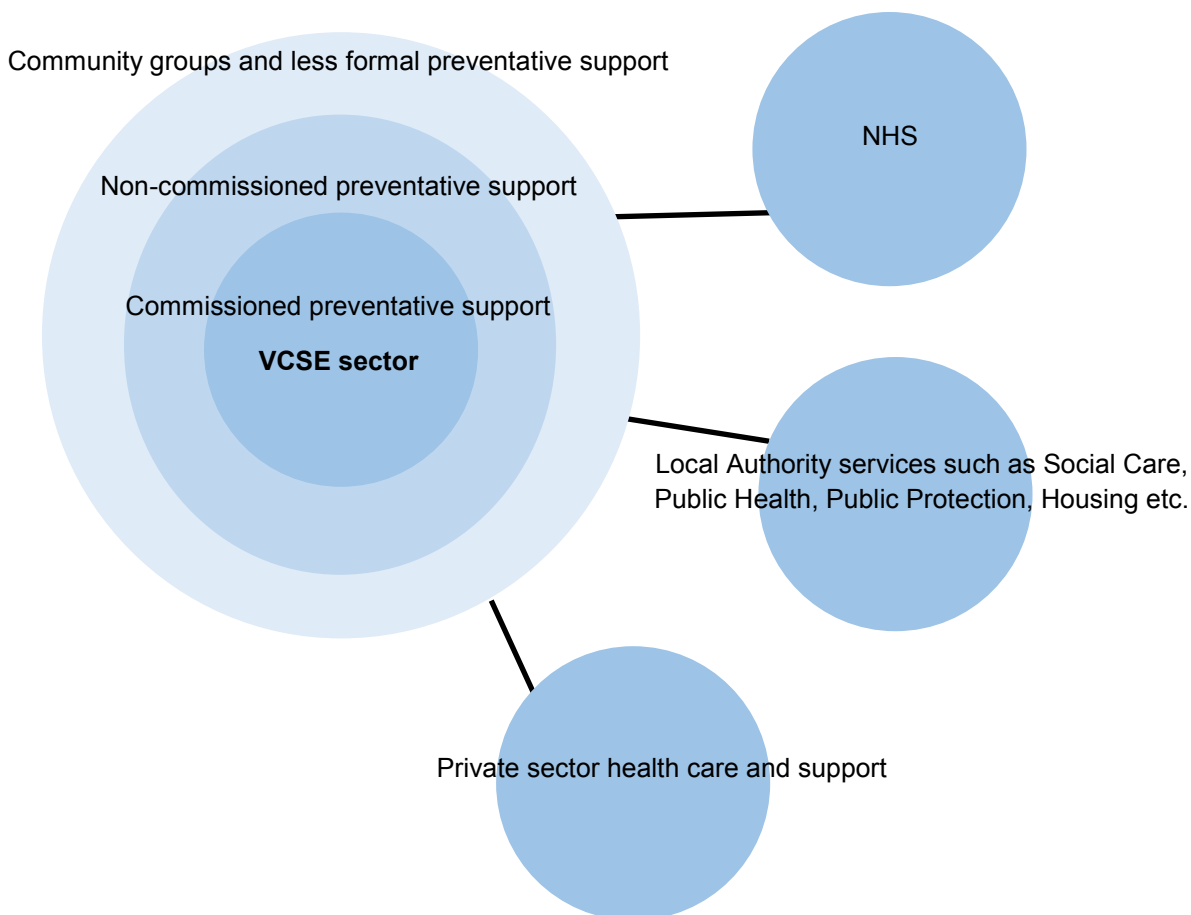 Community groups and less formal preventative support
NHS
Non-commissioned preventative support
Commissioned preventative support
VCSE sector
Local Authority services such as Social Care,
Public Health, Public Protection, Housing etc.
Private sector health care and support